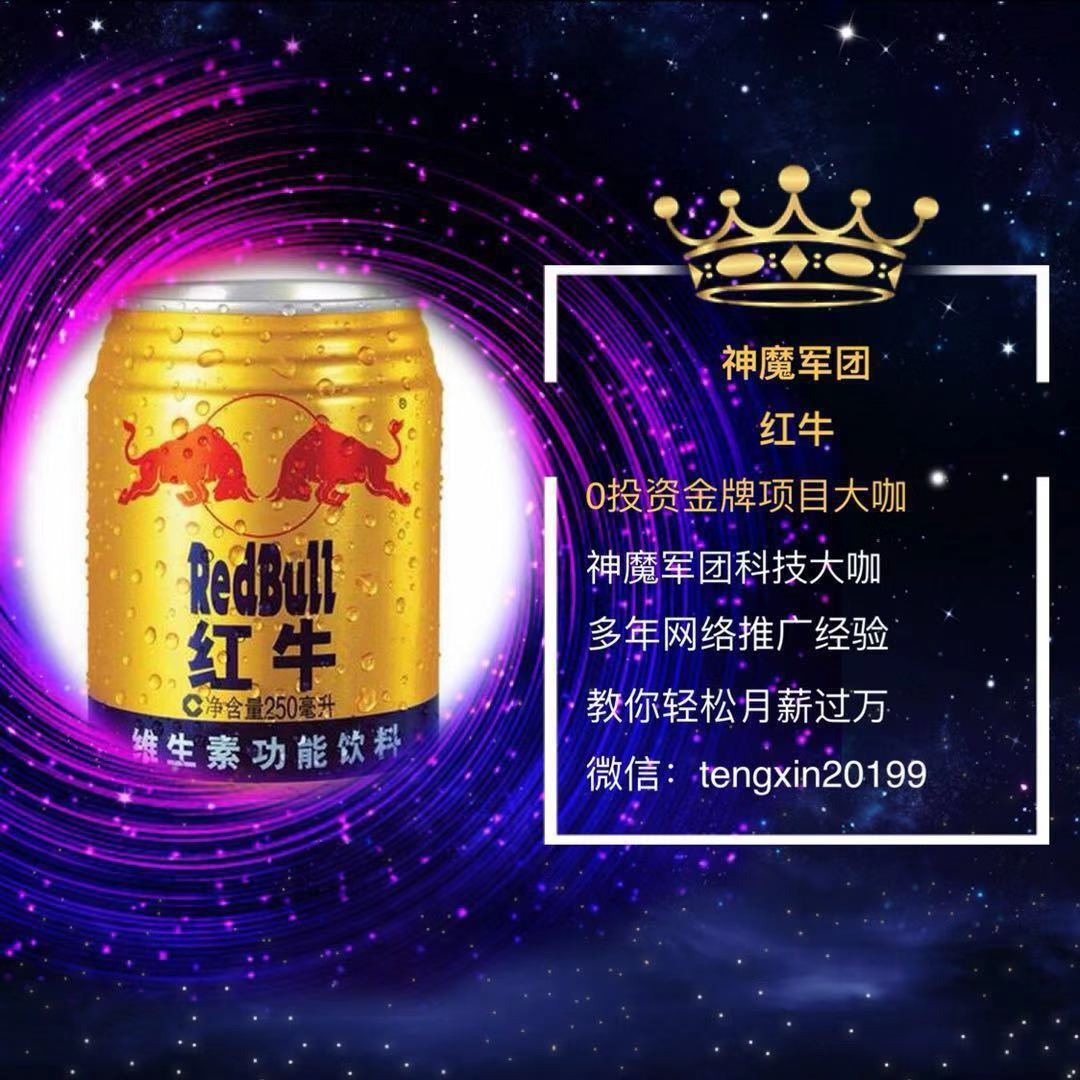 RedBull
®
红牛
C净含量250毫升
维生素功能饮料
神魔军团
红牛
0投资金牌项目大咖
神魔军团科技大咖
多年网络推广经验
教你轻松月薪过万
微信：tengxin20199